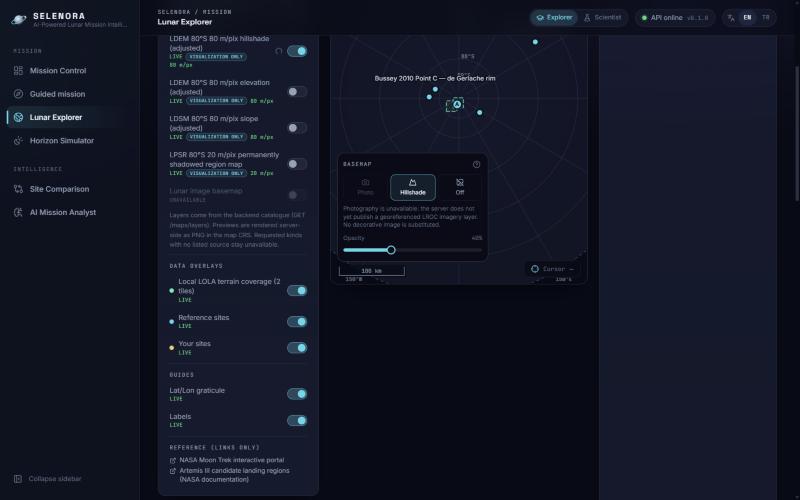 SELENORA
AI-Powered Lunar Mission Intelli...
MISSION
Mission Control
Guided mission
Lunar Explorer
Horizon Simulator
INTELLIGENCE
Site Comparison
AI Mission Analyst
Collapse sidebar
SELENORA / MISSION
Lunar Explorer
Explorer
Scientist
API online v0.1.0
EN
TR
LDEM 80°S 80 m/pix hillshade
(adjusted)
LIVE VISUALIZATION ONLY
80 m/px
LDEM 80°S 80 m/pix elevation
(adjusted)
LIVE VISUALIZATION ONLY 80 m/px
LDSM 80°S 80 m/pix slope
(adjusted)
LIVE VISUALIZATION ONLY 80 m/px
LPSR 80°S 20 m/pix permanently
shadowed region map
LIVE VISUALIZATION ONLY 20 m/px
Lunar image basemap
UNAVAILABLE
Layers come from the backend catalogue (GET
/maps/layers). Previews are rendered server-
side as PNG in the map CRS. Requested kinds
with no listed source stay unavailable.
DATA OVERLAYS
Local LOLA terrain coverage (2
tiles)
LIVE
Reference sites
LIVE
Your sites
LIVE
GUIDES
Lat/Lon graticule
LIVE
Labels
LIVE
REFERENCE (LINKS ONLY)
NASA Moon Trek interactive portal
Artemis III candidate landing regions
(NASA documentation)
80°S
Bussey 2010 Point C — de Gerlache rim
BASEMAP
Photo
Hillshade
Off
Photography is unavailable: the server does not
yet publish a georeferenced LROC imagery layer.
No decorative image is substituted.
Opacity
40%
100 km
150°W
Cursor —